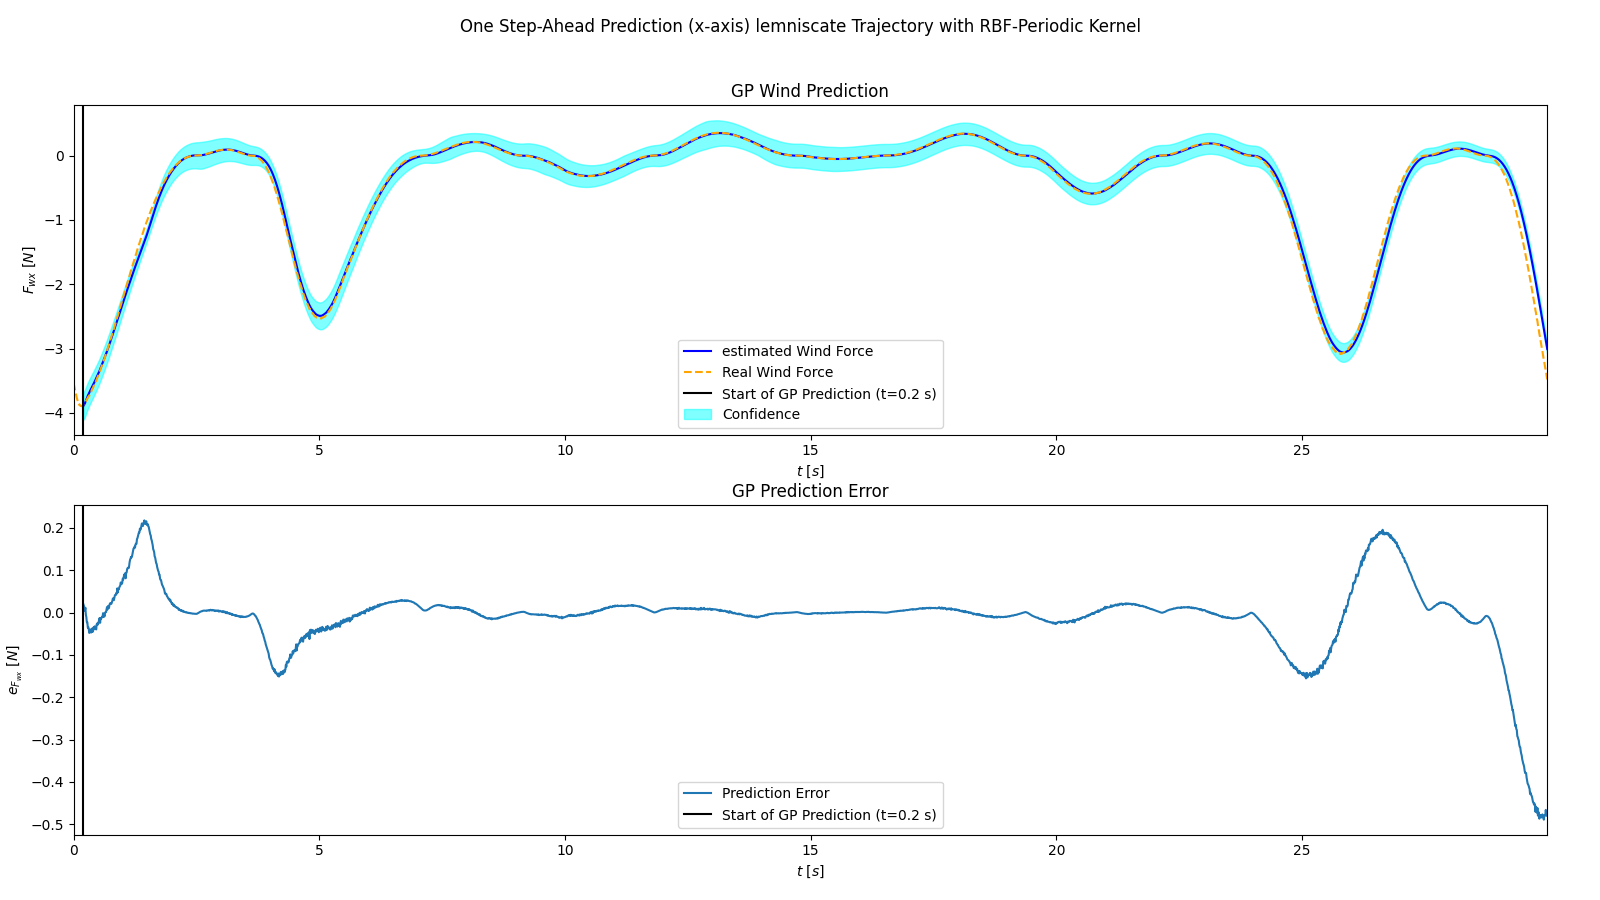 One Step-Ahead Prediction (x-axis) lemniscate Trajectory with RBF-Periodic Kernel
GP Wind Prediction
F_wx [N]
0
−1
−2
−3
−4
estimated Wind Force
Real Wind Force
Start of GP Prediction (t=0.2 s)
Confidence
0 5 10 15 20 25
t [s]
GP Prediction Error
e_F_wx [N]
0.2
0.1
0.0
−0.1
−0.2
−0.3
−0.4
−0.5
Prediction Error
Start of GP Prediction (t=0.2 s)
0 5 10 15 20 25
t [s]